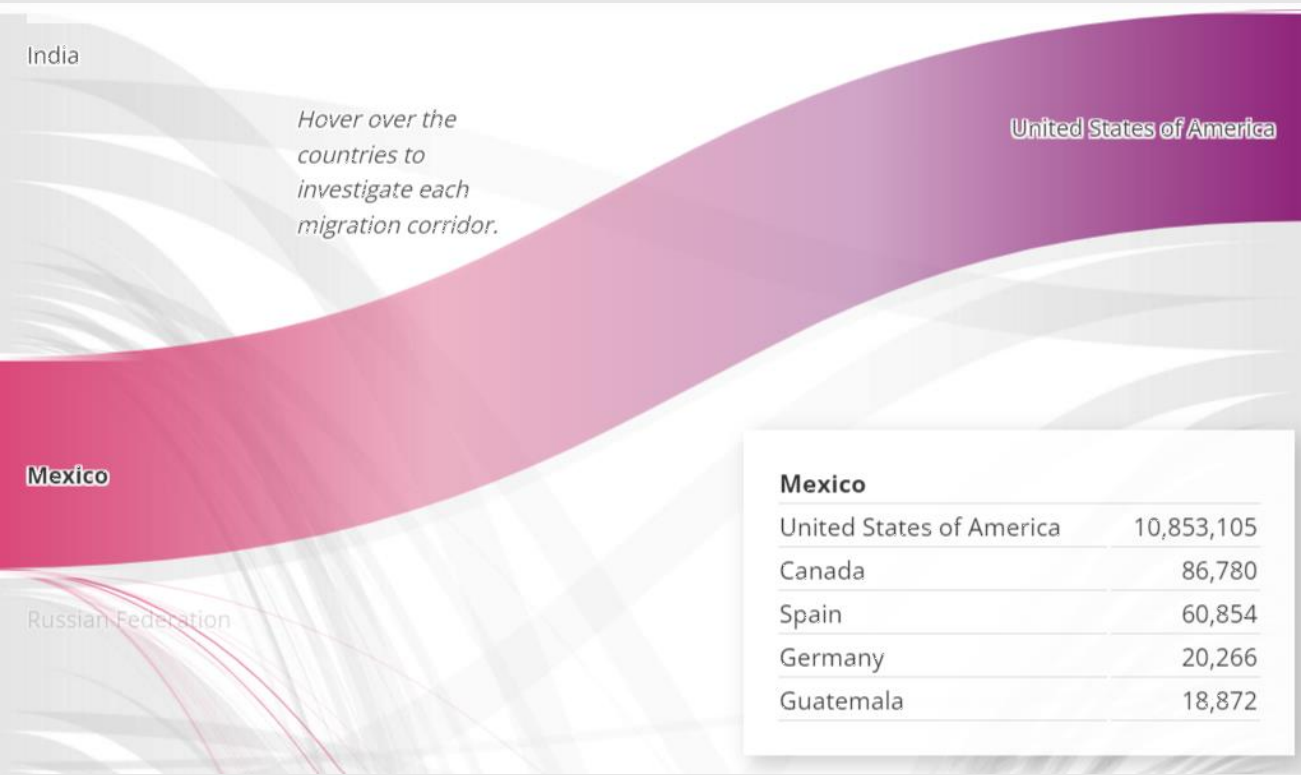 India
Hover over the
countries to
investigate each
migration corridor.
United States of America
Mexico
Russian Federation
Mexico
United States of America 10,853,105
Canada 86,780
Spain 60,854
Germany 20,266
Guatemala 18,872